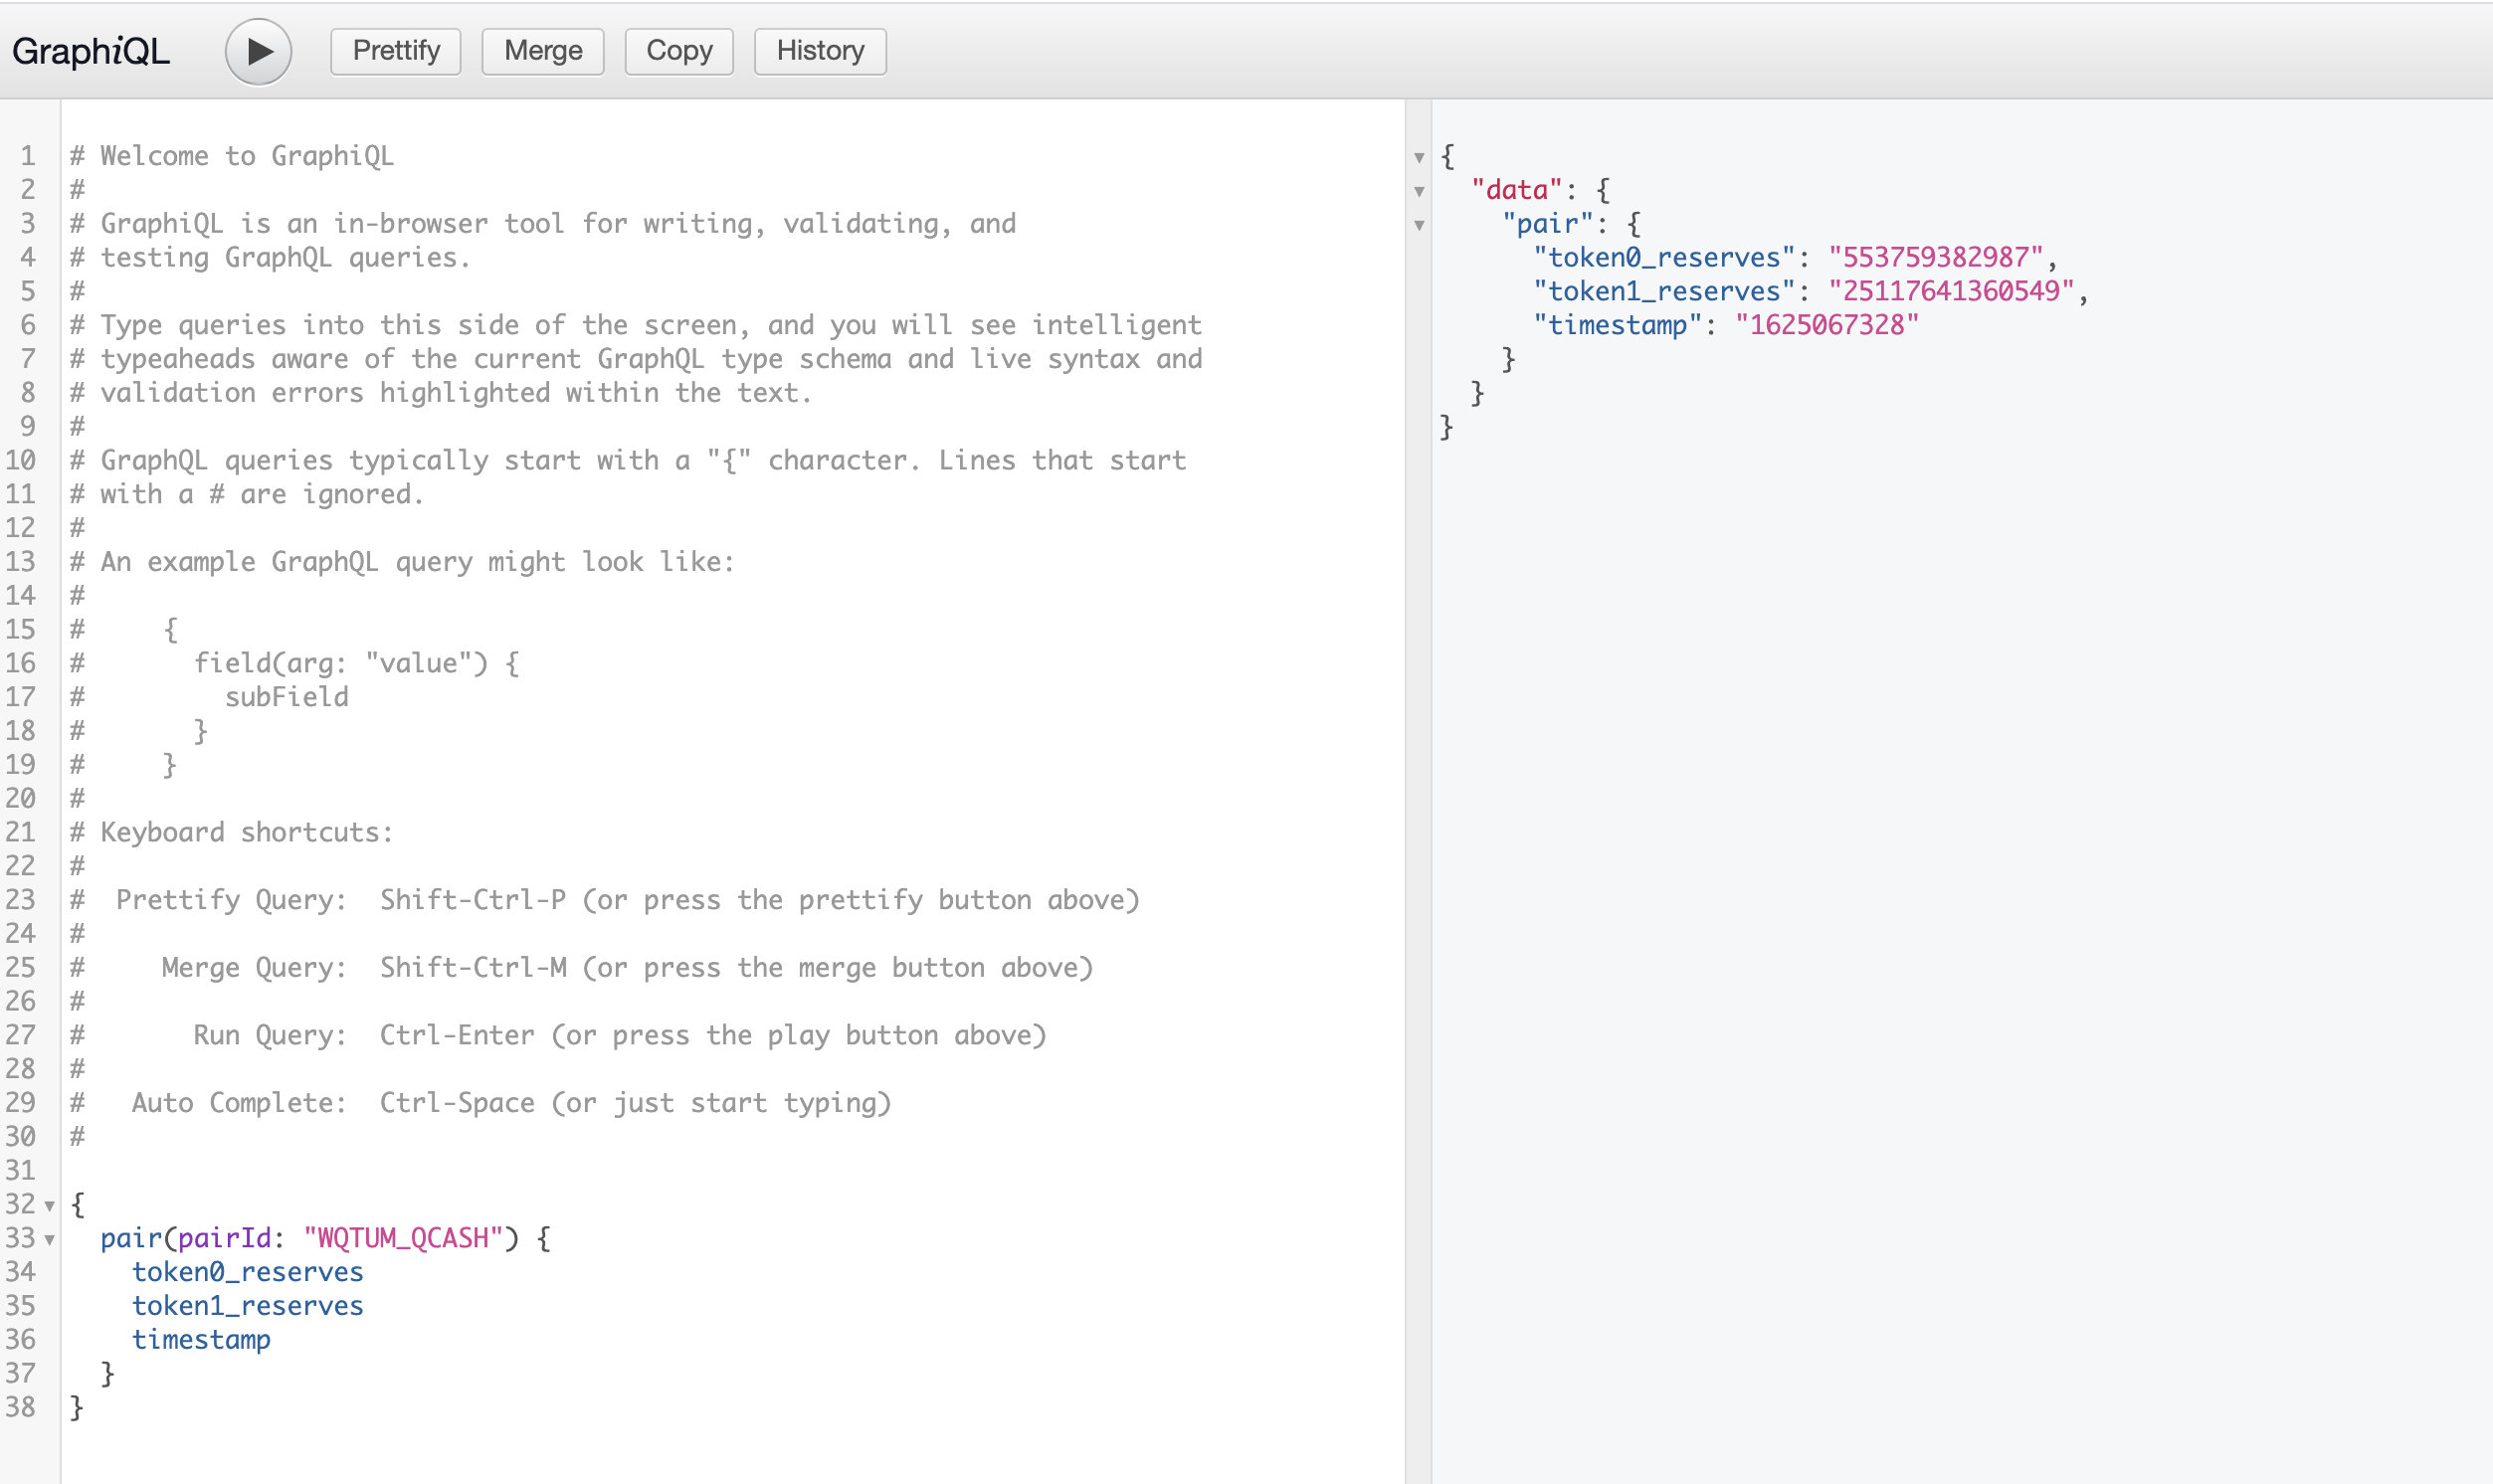 GraphiQL Prettify Merge Copy History
1 # Welcome to GraphiQL
2 #
3 # GraphiQL is an in-browser tool for writing, validating, and
4 # testing GraphQL queries.
5 #
6 # Type queries into this side of the screen, and you will see intelligent
7 # typeaheads aware of the current GraphQL type schema and live syntax and
8 # validation errors highlighted within the text.
9 #
10 # GraphQL queries typically start with a "{" character. Lines that start
11 # with a # are ignored.
12 #
13 # An example GraphQL query might look like:
14 #
15 #     {
16 #       field(arg: "value") {
17 #         subField
18 #       }
19 #     }
20 #
21 # Keyboard shortcuts:
22 #
23 #  Prettify Query:  Shift-Ctrl-P (or press the prettify button above)
24 #
25 #     Merge Query:  Shift-Ctrl-M (or press the merge button above)
26 #
27 #       Run Query:  Ctrl-Enter (or press the play button above)
28 #
29 #   Auto Complete:  Ctrl-Space (or just start typing)
30 #
31
32 {
33   pair(pairId: "WQTUM_QCASH") {
34     token0_reserves
35     token1_reserves
36     timestamp
37   }
38 }
{
  "data": {
    "pair": {
      "token0_reserves": "553759382987",
      "token1_reserves": "25117641360549",
      "timestamp": "1625067328"
    }
  }
}